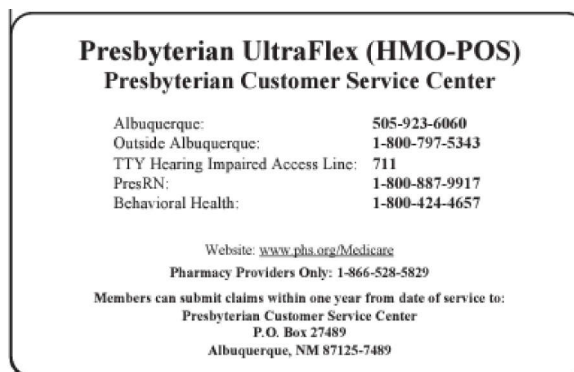 Presbyterian UltraFlex (HMO-POS)
Presbyterian Customer Service Center
Albuquerque: 505-923-6060
Outside Albuquerque: 1-800-797-5343
TTY Hearing Impaired Access Line: 711
PresRN: 1-800-887-9917
Behavioral Health: 1-800-424-4657
Website: www.phs.org/Medicare
Pharmacy Providers Only: 1-866-528-5829
Members can submit claims within one year from date of service to:
Presbyterian Customer Service Center
P.O. Box 27489
Albuquerque, NM 87125-7489